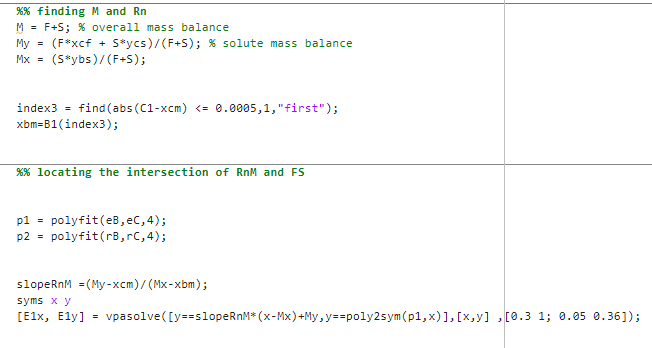 %% finding M and Rn
M = F+S; % overall mass balance
My = (F*xcf + S*ycs)/(F+S); % solute mass balance
Mx = (S*ybs)/(F+S);
index3 = find(abs(C1-xcm) <= 0.0005,1,"first");
xbm=B1(index3);
%% locating the intersection of RnM and FS
p1 = polyfit(eB,eC,4);
p2 = polyfit(rB,rC,4);
slopeRnM =(My-xcm)/(Mx-xbm);
syms x y
[E1x, E1y] = vpasolve([y==slopeRnM*(x-Mx)+My,y==poly2sym(p1,x)],[x,y] ,[0.3 1; 0.05 0.36]);